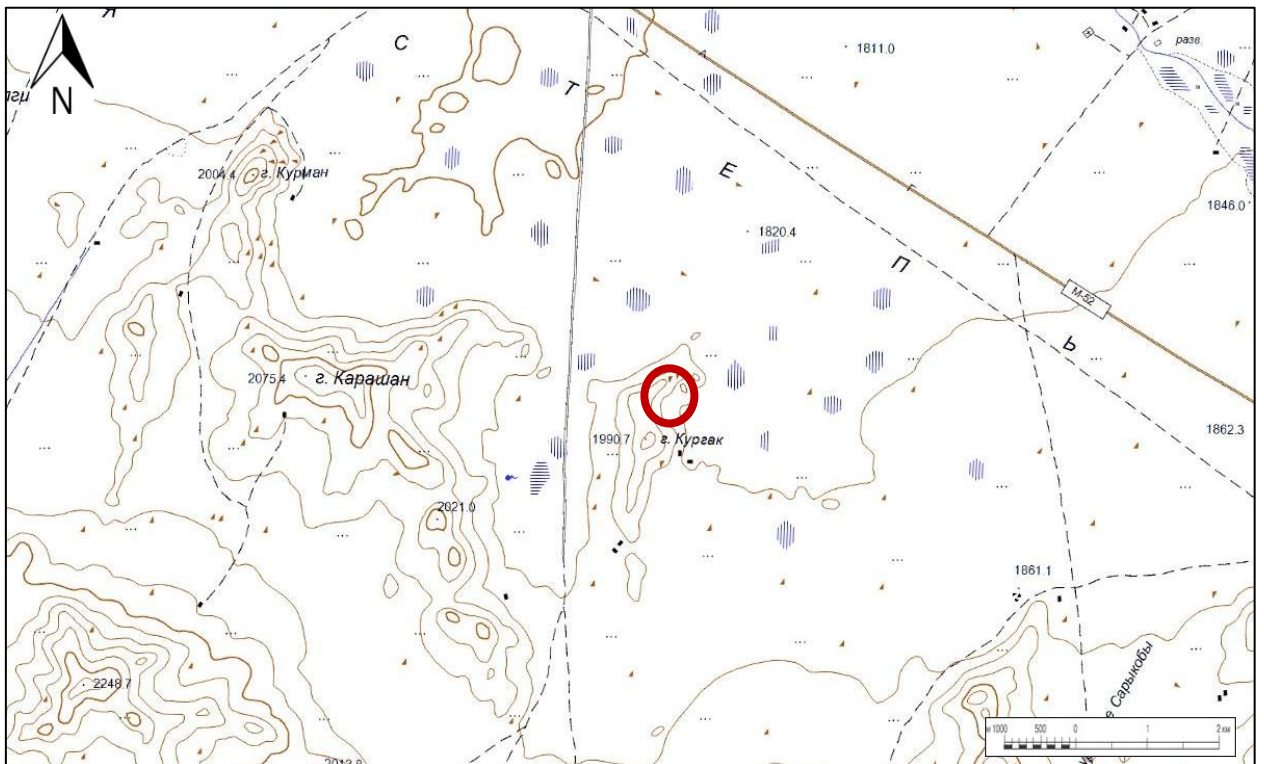 Я
С
Т
Е
П
Ь
N
1811.0
разв.
А
Г
2004.4
г. Курман
1846.0
1820.4
М-52
2075.4
г. Карашан
1990.7
г. Кургак
1862.3
2021.0
1861.1
2248.7
Сарыкобы
м 1000 500 0 1 2 км